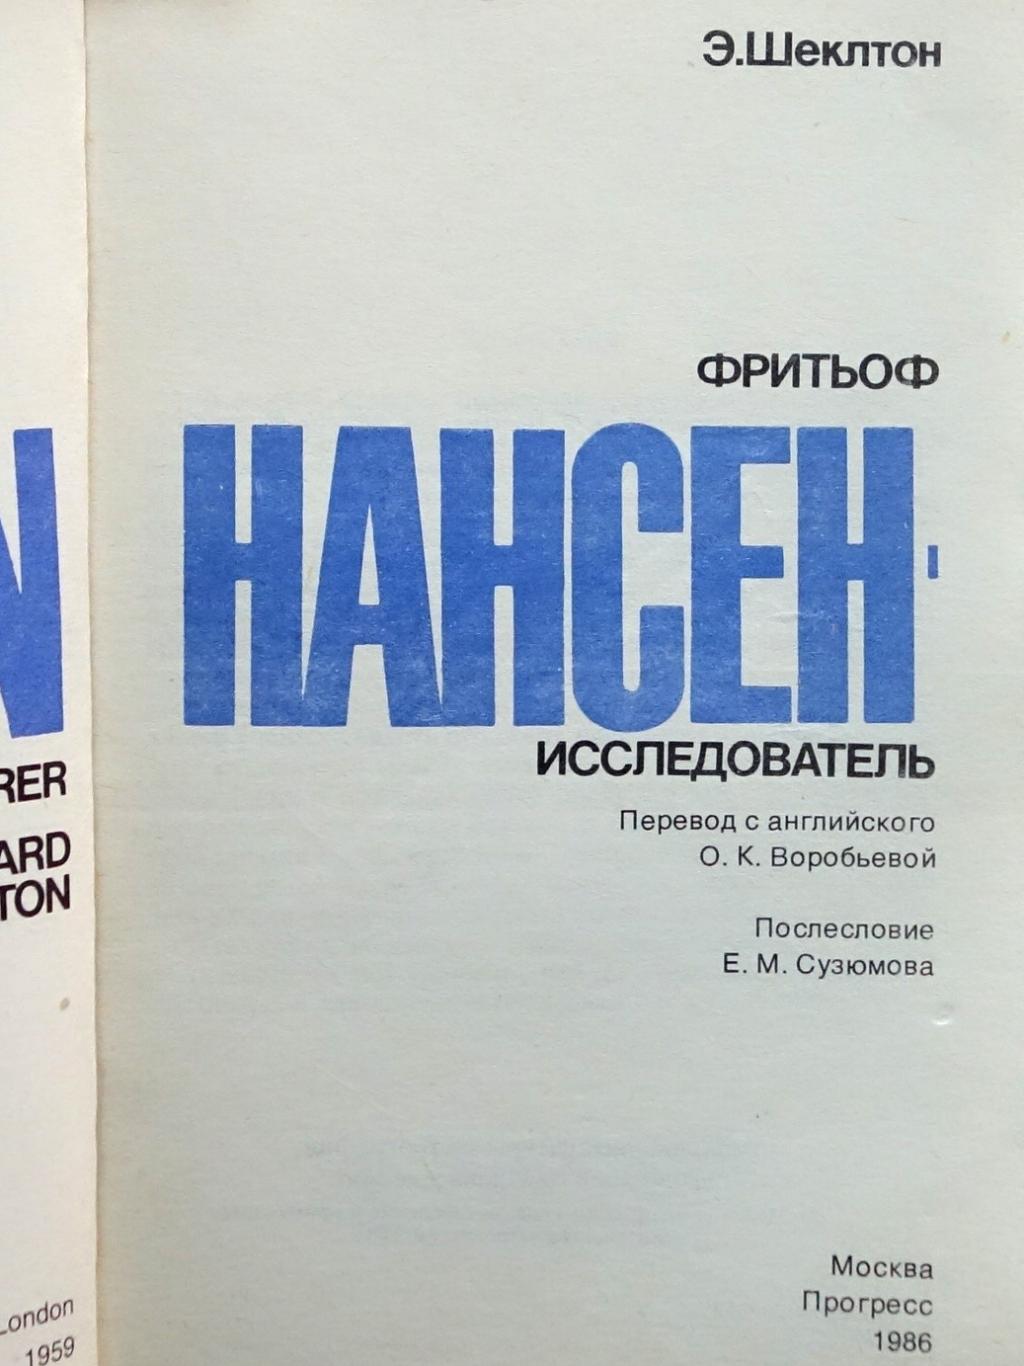 N
RER
ARD
TON
London
1959
Э.Шеклтон
ФРИТЬОФ
НАНСЕН-
ИССЛЕДОВАТЕЛЬ
Перевод с английского
О. К. Воробьевой
Послесловие
Е. М. Сузюмова
Москва
Прогресс
1986